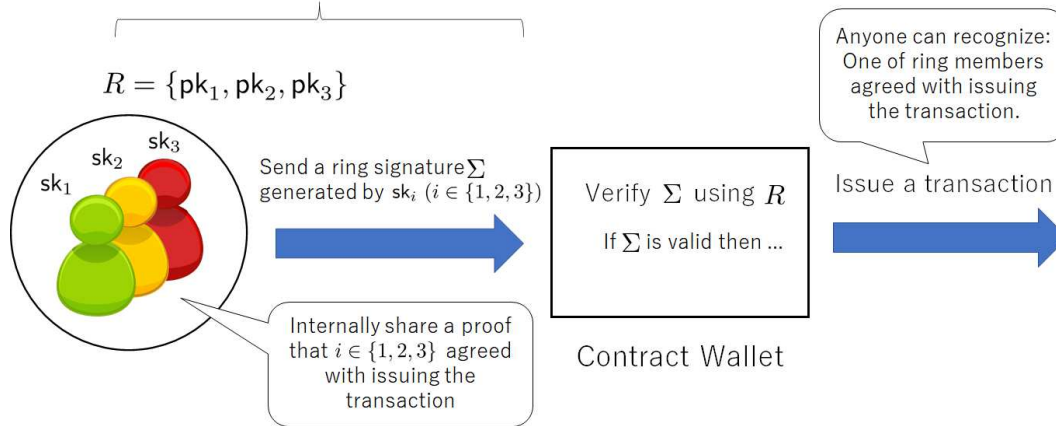 R = {pk₁, pk₂, pk₃}
sk₁
sk₂
sk₃
Send a ring signature Σ
generated by skᵢ (i ∈ {1, 2, 3})
Internally share a proof
that i ∈ {1, 2, 3} agreed
with issuing the
transaction
Verify Σ using R
If Σ is valid then ...
Contract Wallet
Anyone can recognize:
One of ring members
agreed with issuing
the transaction.
Issue a transaction